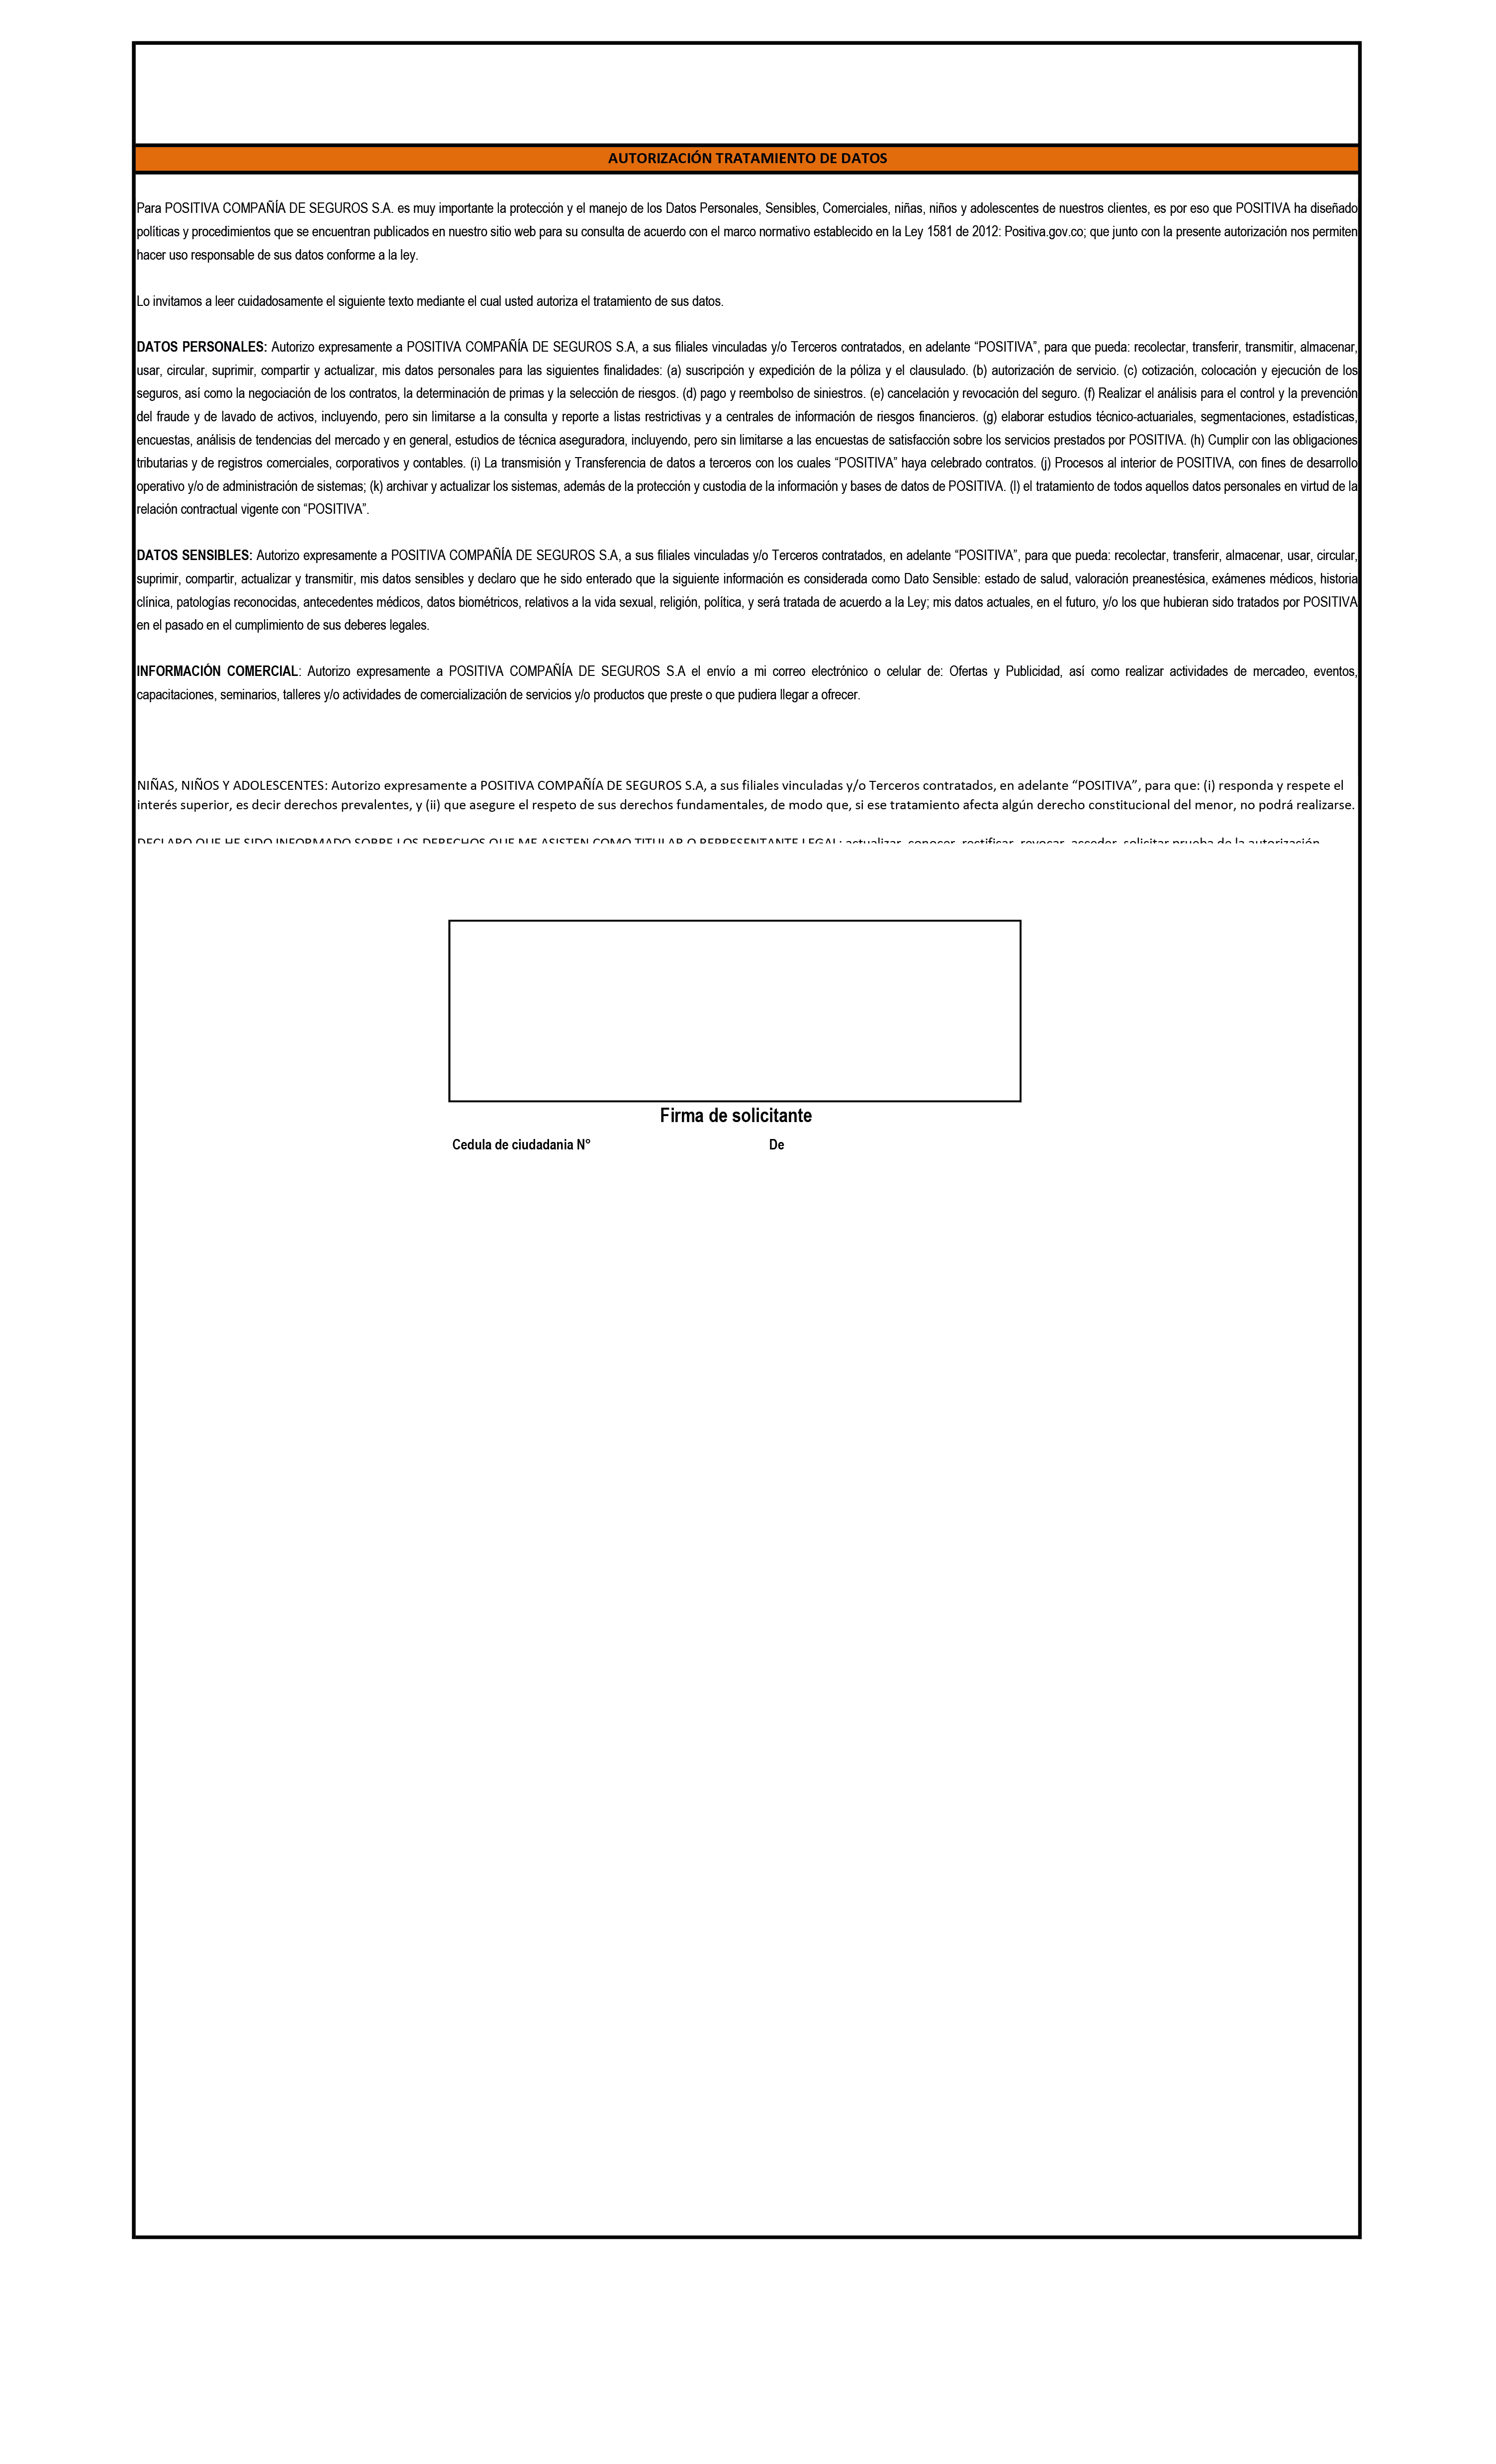 AUTORIZACIÓN TRATAMIENTO DE DATOS
Para POSITIVA COMPAÑÍA DE SEGUROS S.A. es muy importante la protección y el manejo de los Datos Personales, Sensibles, Comerciales, niñas, niños y adolescentes de nuestros clientes, es por eso que POSITIVA ha diseñado
políticas y procedimientos que se encuentran publicados en nuestro sitio web para su consulta de acuerdo con el marco normativo establecido en la Ley 1581 de 2012: Positiva.gov.co; que junto con la presente autorización nos permiten
hacer uso responsable de sus datos conforme a la ley.
Lo invitamos a leer cuidadosamente el siguiente texto mediante el cual usted autoriza el tratamiento de sus datos.
DATOS PERSONALES: Autorizo expresamente a POSITIVA COMPAÑÍA DE SEGUROS S.A, a sus filiales vinculadas y/o Terceros contratados, en adelante “POSITIVA”, para que pueda: recolectar, transferir, transmitir, almacenar,
usar, circular, suprimir, compartir y actualizar, mis datos personales para las siguientes finalidades: (a) suscripción y expedición de la póliza y el clausulado. (b) autorización de servicio. (c) cotización, colocación y ejecución de los
seguros, así como la negociación de los contratos, la determinación de primas y la selección de riesgos. (d) pago y reembolso de siniestros. (e) cancelación y revocación del seguro. (f) Realizar el análisis para el control y la prevención
del fraude y de lavado de activos, incluyendo, pero sin limitarse a la consulta y reporte a listas restrictivas y a centrales de información de riesgos financieros. (g) elaborar estudios técnico-actuariales, segmentaciones, estadísticas,
encuestas, análisis de tendencias del mercado y en general, estudios de técnica aseguradora, incluyendo, pero sin limitarse a las encuestas de satisfacción sobre los servicios prestados por POSITIVA. (h) Cumplir con las obligaciones
tributarias y de registros comerciales, corporativos y contables. (i) La transmisión y Transferencia de datos a terceros con los cuales “POSITIVA” haya celebrado contratos. (j) Procesos al interior de POSITIVA, con fines de desarrollo
operativo y/o de administración de sistemas; (k) archivar y actualizar los sistemas, además de la protección y custodia de la información y bases de datos de POSITIVA. (l) el tratamiento de todos aquellos datos personales en virtud de la
relación contractual vigente con “POSITIVA”.
DATOS SENSIBLES: Autorizo expresamente a POSITIVA COMPAÑÍA DE SEGUROS S.A, a sus filiales vinculadas y/o Terceros contratados, en adelante “POSITIVA”, para que pueda: recolectar, transferir, almacenar, usar, circular,
suprimir, compartir, actualizar y transmitir, mis datos sensibles y declaro que he sido enterado que la siguiente información es considerada como Dato Sensible: estado de salud, valoración preanestésica, exámenes médicos, historia
clínica, patologías reconocidas, antecedentes médicos, datos biométricos, relativos a la vida sexual, religión, política, y será tratada de acuerdo a la Ley; mis datos actuales, en el futuro, y/o los que hubieran sido tratados por POSITIVA
en el pasado en el cumplimiento de sus deberes legales.
INFORMACIÓN COMERCIAL: Autorizo expresamente a POSITIVA COMPAÑÍA DE SEGUROS S.A el envío a mi correo electrónico o celular de: Ofertas y Publicidad, así como realizar actividades de mercadeo, eventos,
capacitaciones, seminarios, talleres y/o actividades de comercialización de servicios y/o productos que preste o que pudiera llegar a ofrecer.
NIÑAS, NIÑOS Y ADOLESCENTES: Autorizo expresamente a POSITIVA COMPAÑÍA DE SEGUROS S.A, a sus filiales vinculadas y/o Terceros contratados, en adelante “POSITIVA”, para que: (i) responda y respete el
interés superior, es decir derechos prevalentes, y (ii) que asegure el respeto de sus derechos fundamentales, de modo que, si ese tratamiento afecta algún derecho constitucional del menor, no podrá realizarse.
DECLARO QUE HE SIDO INFORMADO SOBRE LOS DERECHOS QUE ME ASISTEN COMO TITULAR O REPRESENTANTE LEGAL: actualizar, conocer, rectificar, revocar, acceder, solicitar prueba de la autorización
Firma de solicitante
Cedula de ciudadania N° De